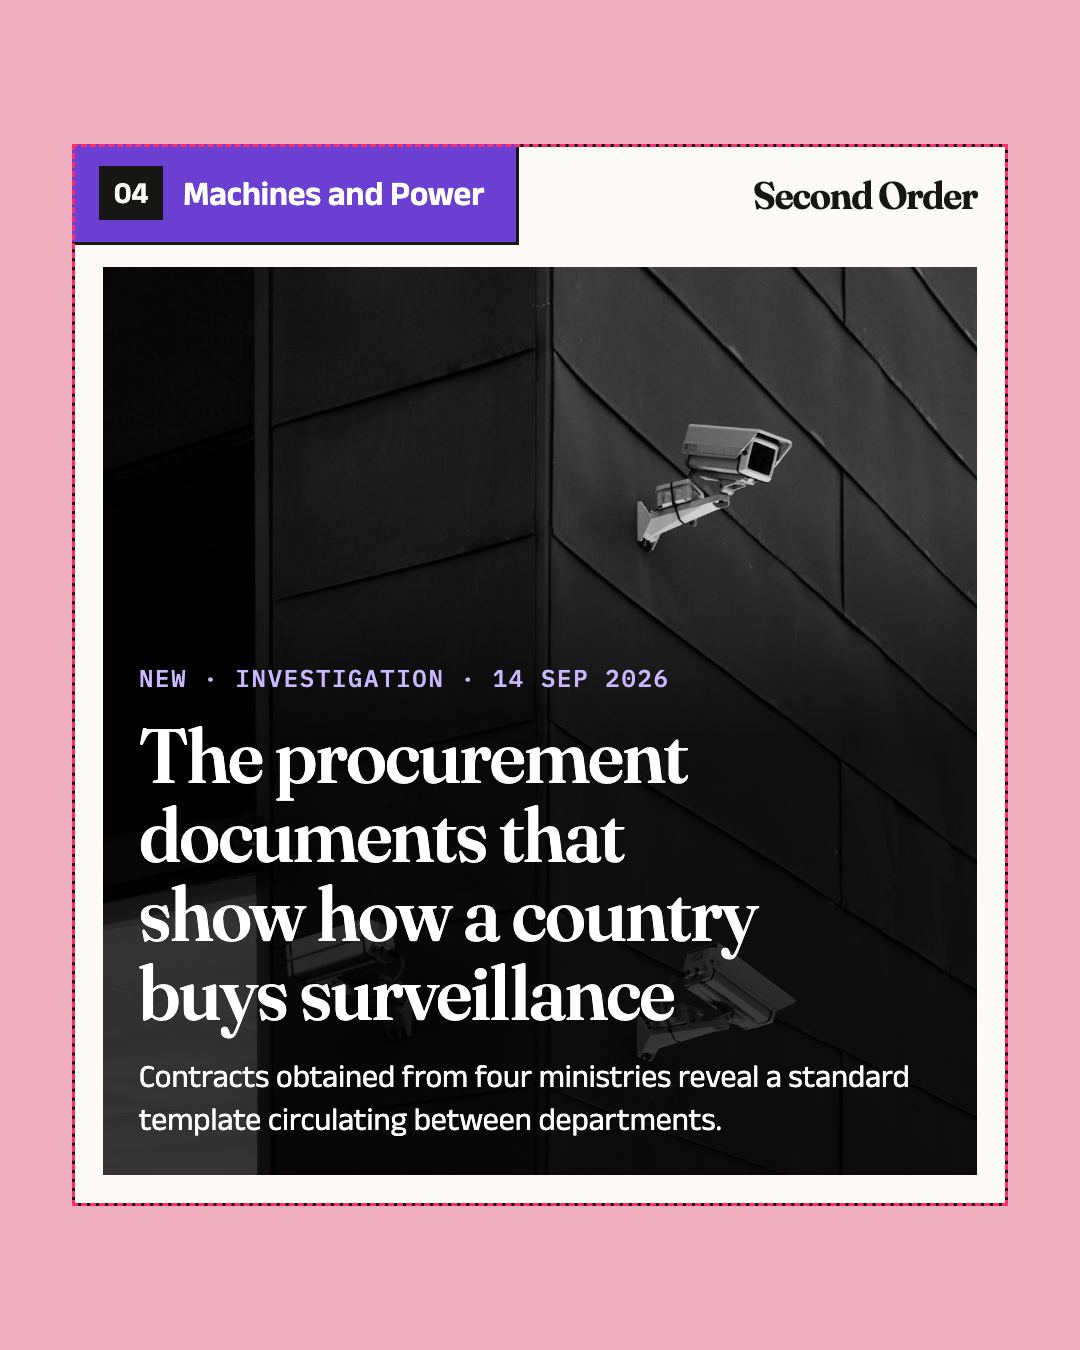 04 Machines and Power
Second Order
NEW · INVESTIGATION · 14 SEP 2026
The procurement
documents that
show how a country
buys surveillance
Contracts obtained from four ministries reveal a standard
template circulating between departments.